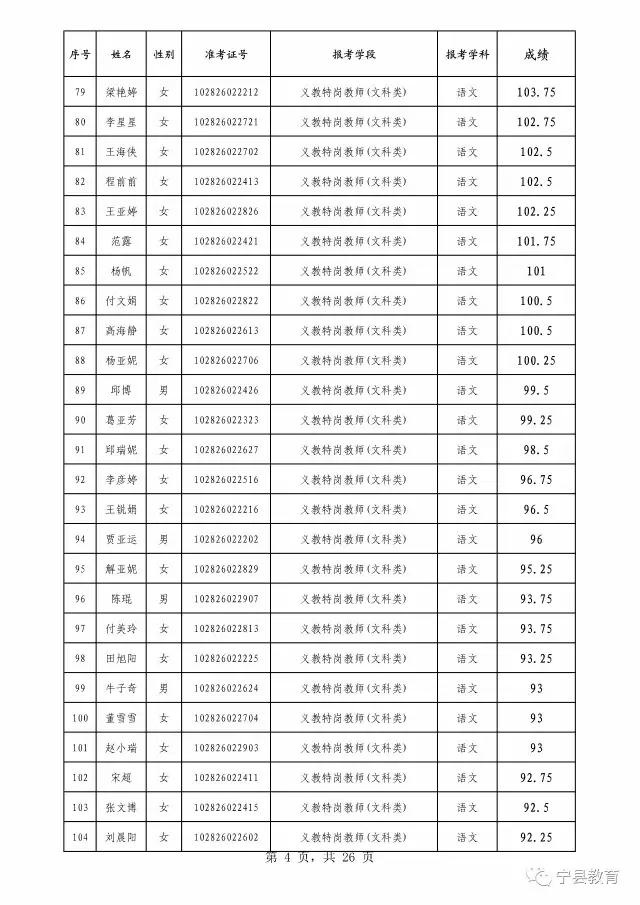 序号 姓名 性别 准考证号 报考学段 报考学科 成绩
79 梁艳婷 女 102826022212 义教特岗教师(文科类) 语文 103.75
80 李星星 女 102826022721 义教特岗教师(文科类) 语文 102.75
81 王海侠 女 102826022702 义教特岗教师(文科类) 语文 102.5
82 程前前 女 102826022413 义教特岗教师(文科类) 语文 102.5
83 王亚婷 女 102826022826 义教特岗教师(文科类) 语文 102.25
84 范露 女 102826022421 义教特岗教师(文科类) 语文 101.75
85 杨帆 女 102826022522 义教特岗教师(文科类) 语文 101
86 付文娟 女 102826022822 义教特岗教师(文科类) 语文 100.5
87 高海静 女 102826022613 义教特岗教师(文科类) 语文 100.5
88 杨亚妮 女 102826022706 义教特岗教师(文科类) 语文 100.25
89 邱博 男 102826022426 义教特岗教师(文科类) 语文 99.5
90 葛亚芳 女 102826022323 义教特岗教师(文科类) 语文 99.25
91 邱瑞妮 女 102826022627 义教特岗教师(文科类) 语文 98.5
92 李彦婷 女 102826022516 义教特岗教师(文科类) 语文 96.75
93 王锐娟 女 102826022216 义教特岗教师(文科类) 语文 96.5
94 贾亚运 男 102826022202 义教特岗教师(文科类) 语文 96
95 解亚妮 女 102826022829 义教特岗教师(文科类) 语文 95.25
96 陈琨 男 102826022907 义教特岗教师(文科类) 语文 93.75
97 付美玲 女 102826022813 义教特岗教师(文科类) 语文 93.75
98 田旭阳 女 102826022225 义教特岗教师(文科类) 语文 93.25
99 牛子奇 男 102826022624 义教特岗教师(文科类) 语文 93
100 董雪雪 女 102826022704 义教特岗教师(文科类) 语文 93
101 赵小瑞 女 102826022903 义教特岗教师(文科类) 语文 93
102 宋超 女 102826022411 义教特岗教师(文科类) 语文 92.75
103 张文博 女 102826022415 义教特岗教师(文科类) 语文 92.5
104 刘晨阳 女 102826022602 义教特岗教师(文科类) 语文 92.25
第 4 页，共 26 页
宁县教育